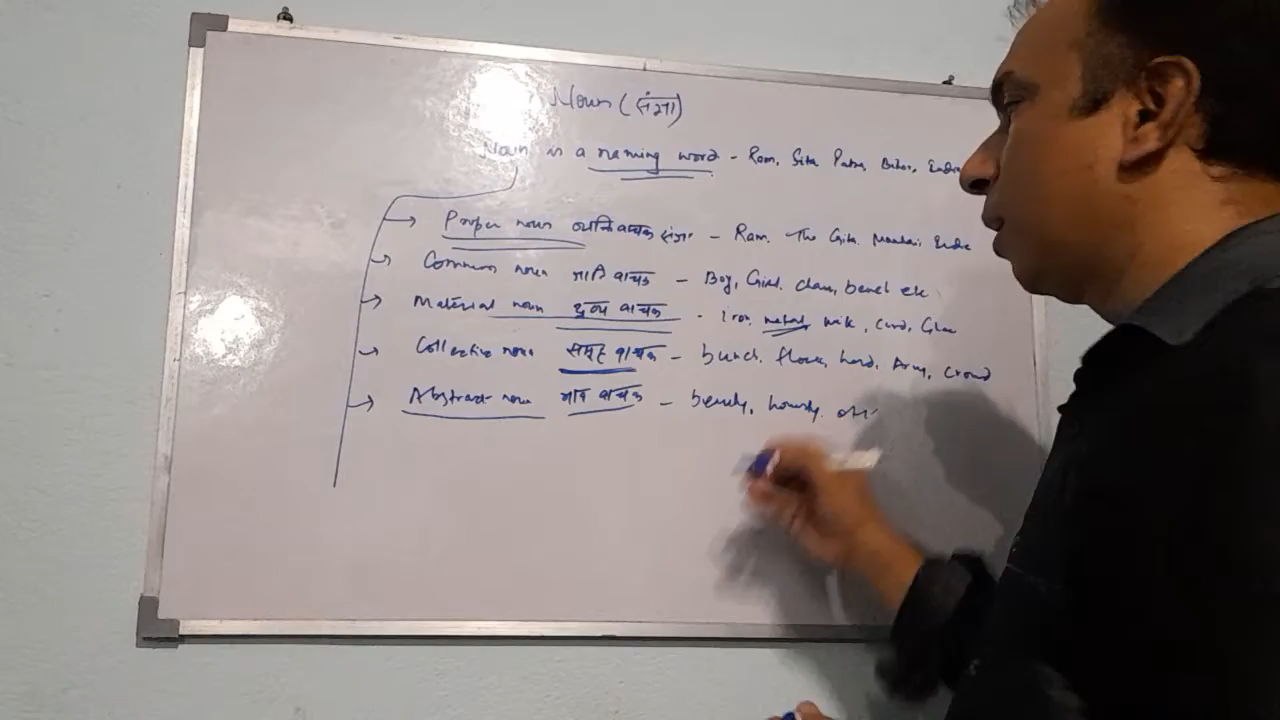 Noun (संज्ञा)
Noun is a naming word - Ram, Sita, Patna, Bihar, India
Proper noun व्यक्ति वाचक संज्ञा - Ram. The Gita. Mumbai India
Common noun जाति वाचक - Boy, Girl. class, bench etc
Material noun द्रव्य वाचक - Iron, metal milk, Curd, Glass
Collective noun समूह वाचक - bunch. flock, herd, Army, crowd
Abstract noun भाव वाचक - beauty, honesty.